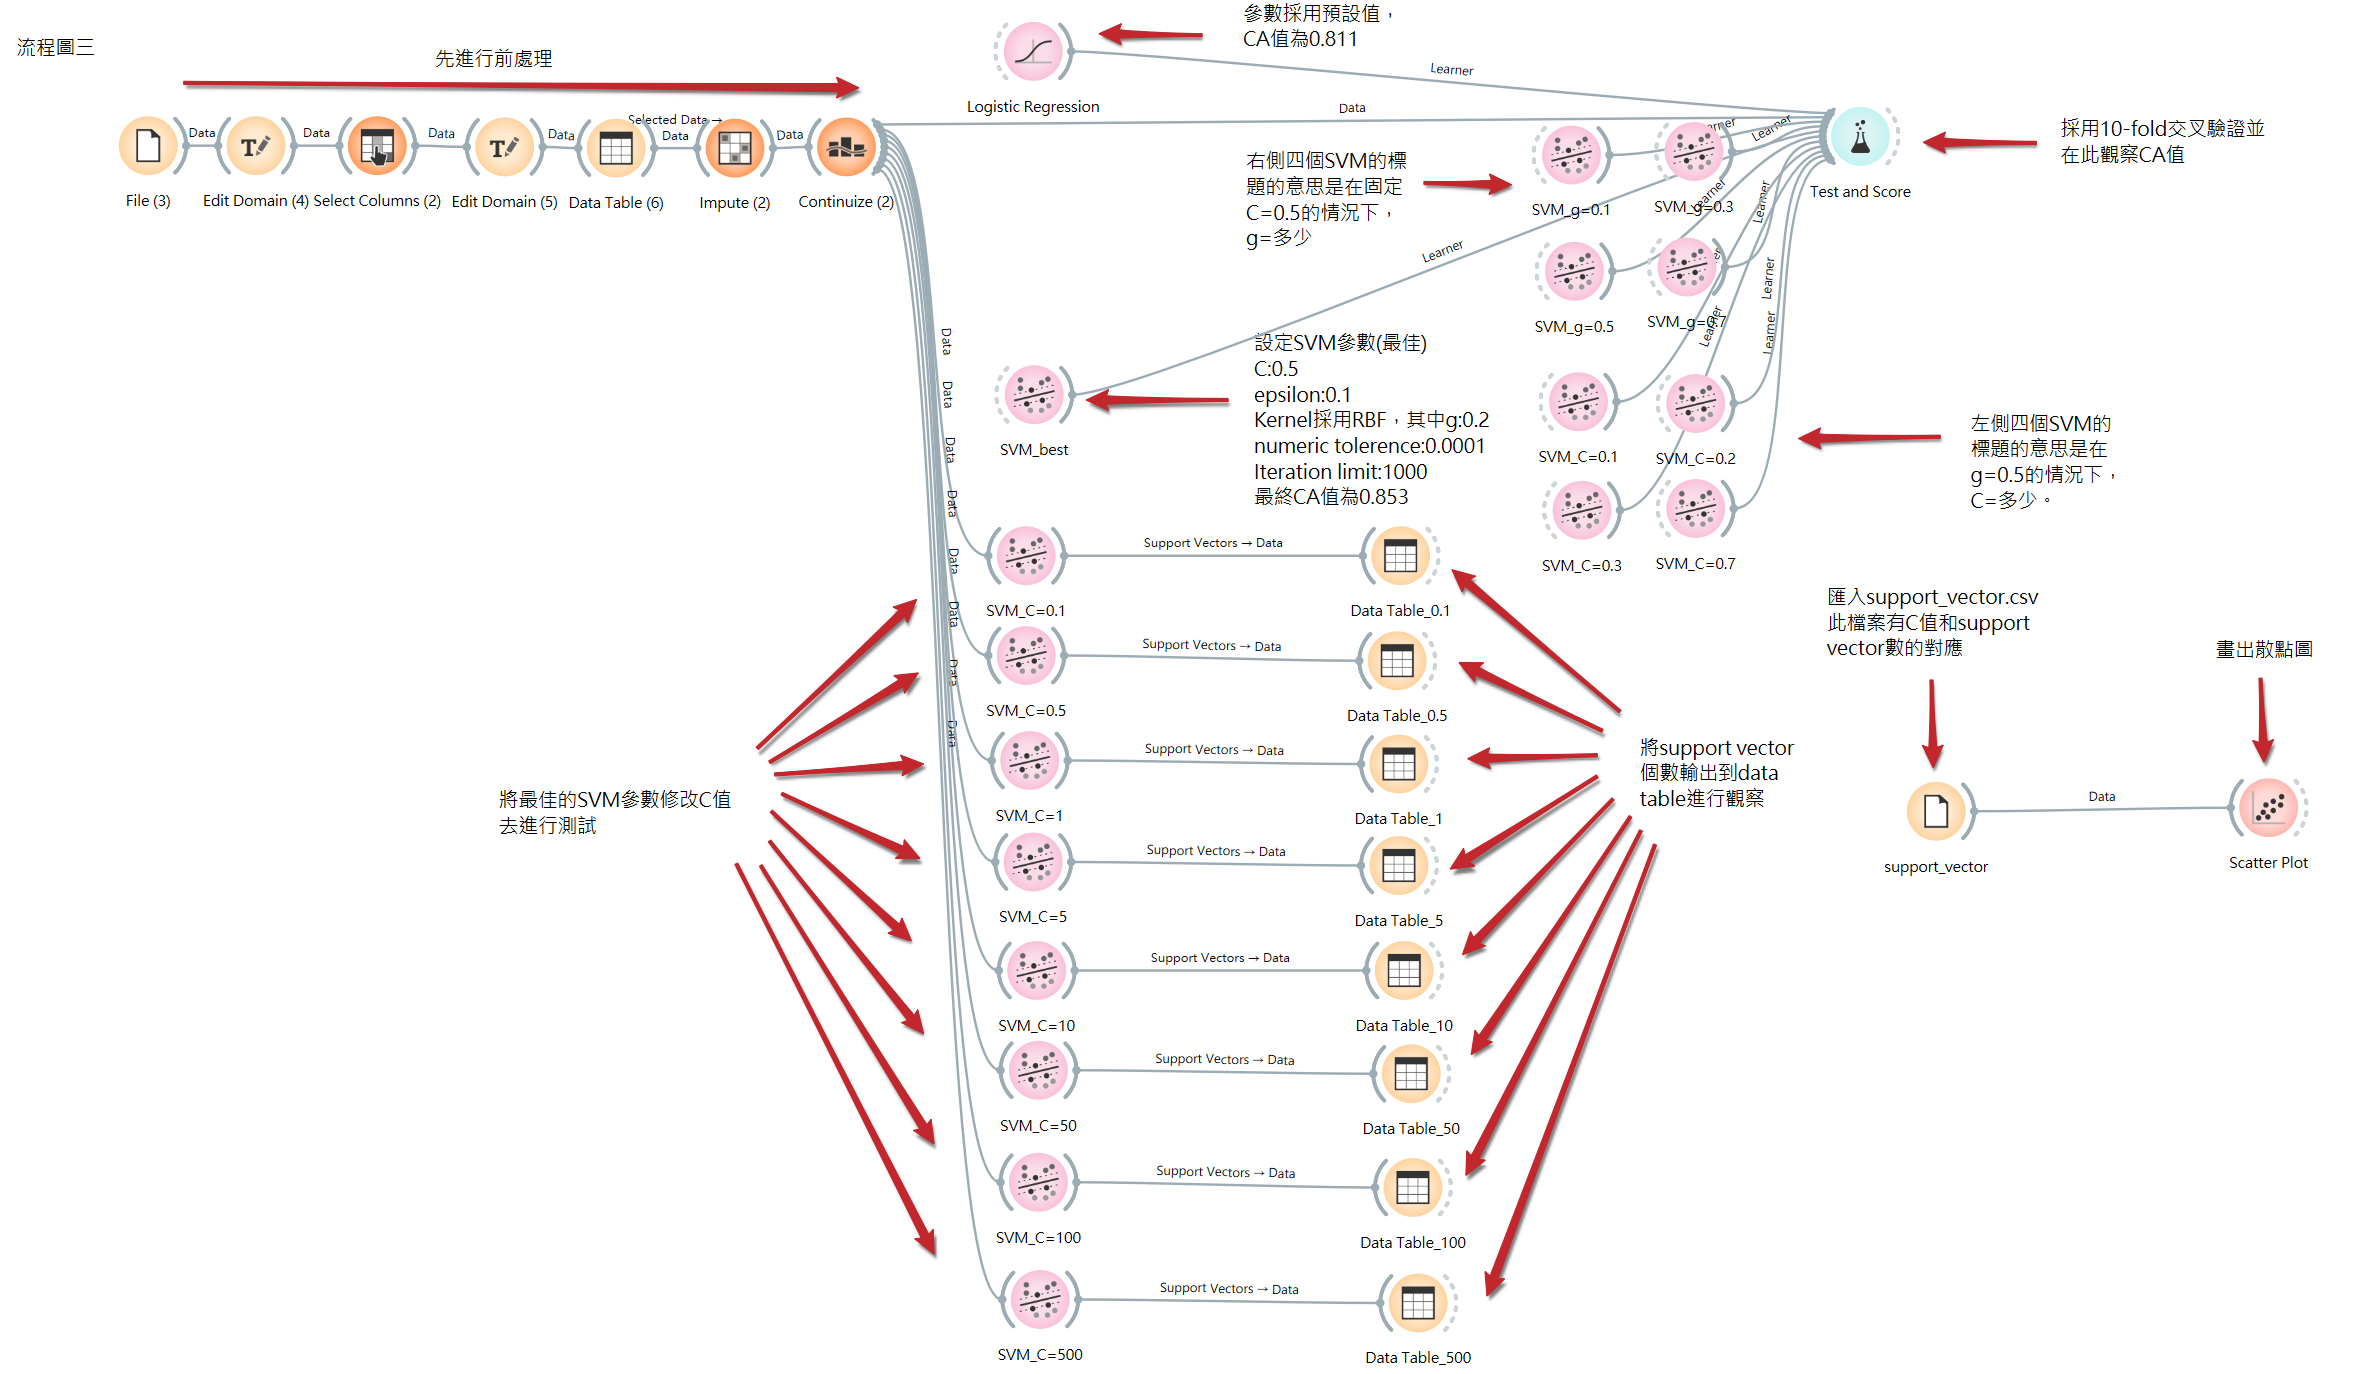 流程圖三
先進行前處理
參數採用預設值，
CA值為0.811
Learner
Logistic Regression
Data
Data
Data
Data
Data
Selected Data → Data
Data
File (3)
Edit Domain (4)
Select Columns (2)
Edit Domain (5)
Data Table (6)
Impute (2)
Continuize (2)
右側四個SVM的標
題的意思是在固定
C=0.5的情況下，
g=多少
Learner
SVM_g=0.1
SVM_g=0.3
Test and Score
採用10-fold交叉驗證並
在此觀察CA值
Learner
Learner
Learner
SVM_g=0.5
SVM_g=0.7
Learner
Learner
Learner
設定SVM參數(最佳)
C:0.5
epsilon:0.1
Kernel採用RBF，其中g:0.2
numeric tolerence:0.0001
Iteration limit:1000
最終CA值為0.853
SVM_best
SVM_C=0.1
SVM_C=0.2
SVM_C=0.3
SVM_C=0.7
左側四個SVM的
標題的意思是在
g=0.5的情況下，
C=多少。
Data
Data
Data
Data
Data
Data
Data
Data
Support Vectors → Data
SVM_C=0.1
Data Table_0.1
Support Vectors → Data
SVM_C=0.5
Data Table_0.5
Support Vectors → Data
SVM_C=1
Data Table_1
Support Vectors → Data
SVM_C=5
Data Table_5
Support Vectors → Data
SVM_C=10
Data Table_10
Support Vectors → Data
SVM_C=50
Data Table_50
Support Vectors → Data
SVM_C=100
Data Table_100
Support Vectors → Data
SVM_C=500
Data Table_500
將最佳的SVM參數修改C值
去進行測試
將support vector
個數輸出到data
table進行觀察
匯入support_vector.csv
此檔案有C值和support
vector數的對應
畫出散點圖
Data
support_vector
Scatter Plot